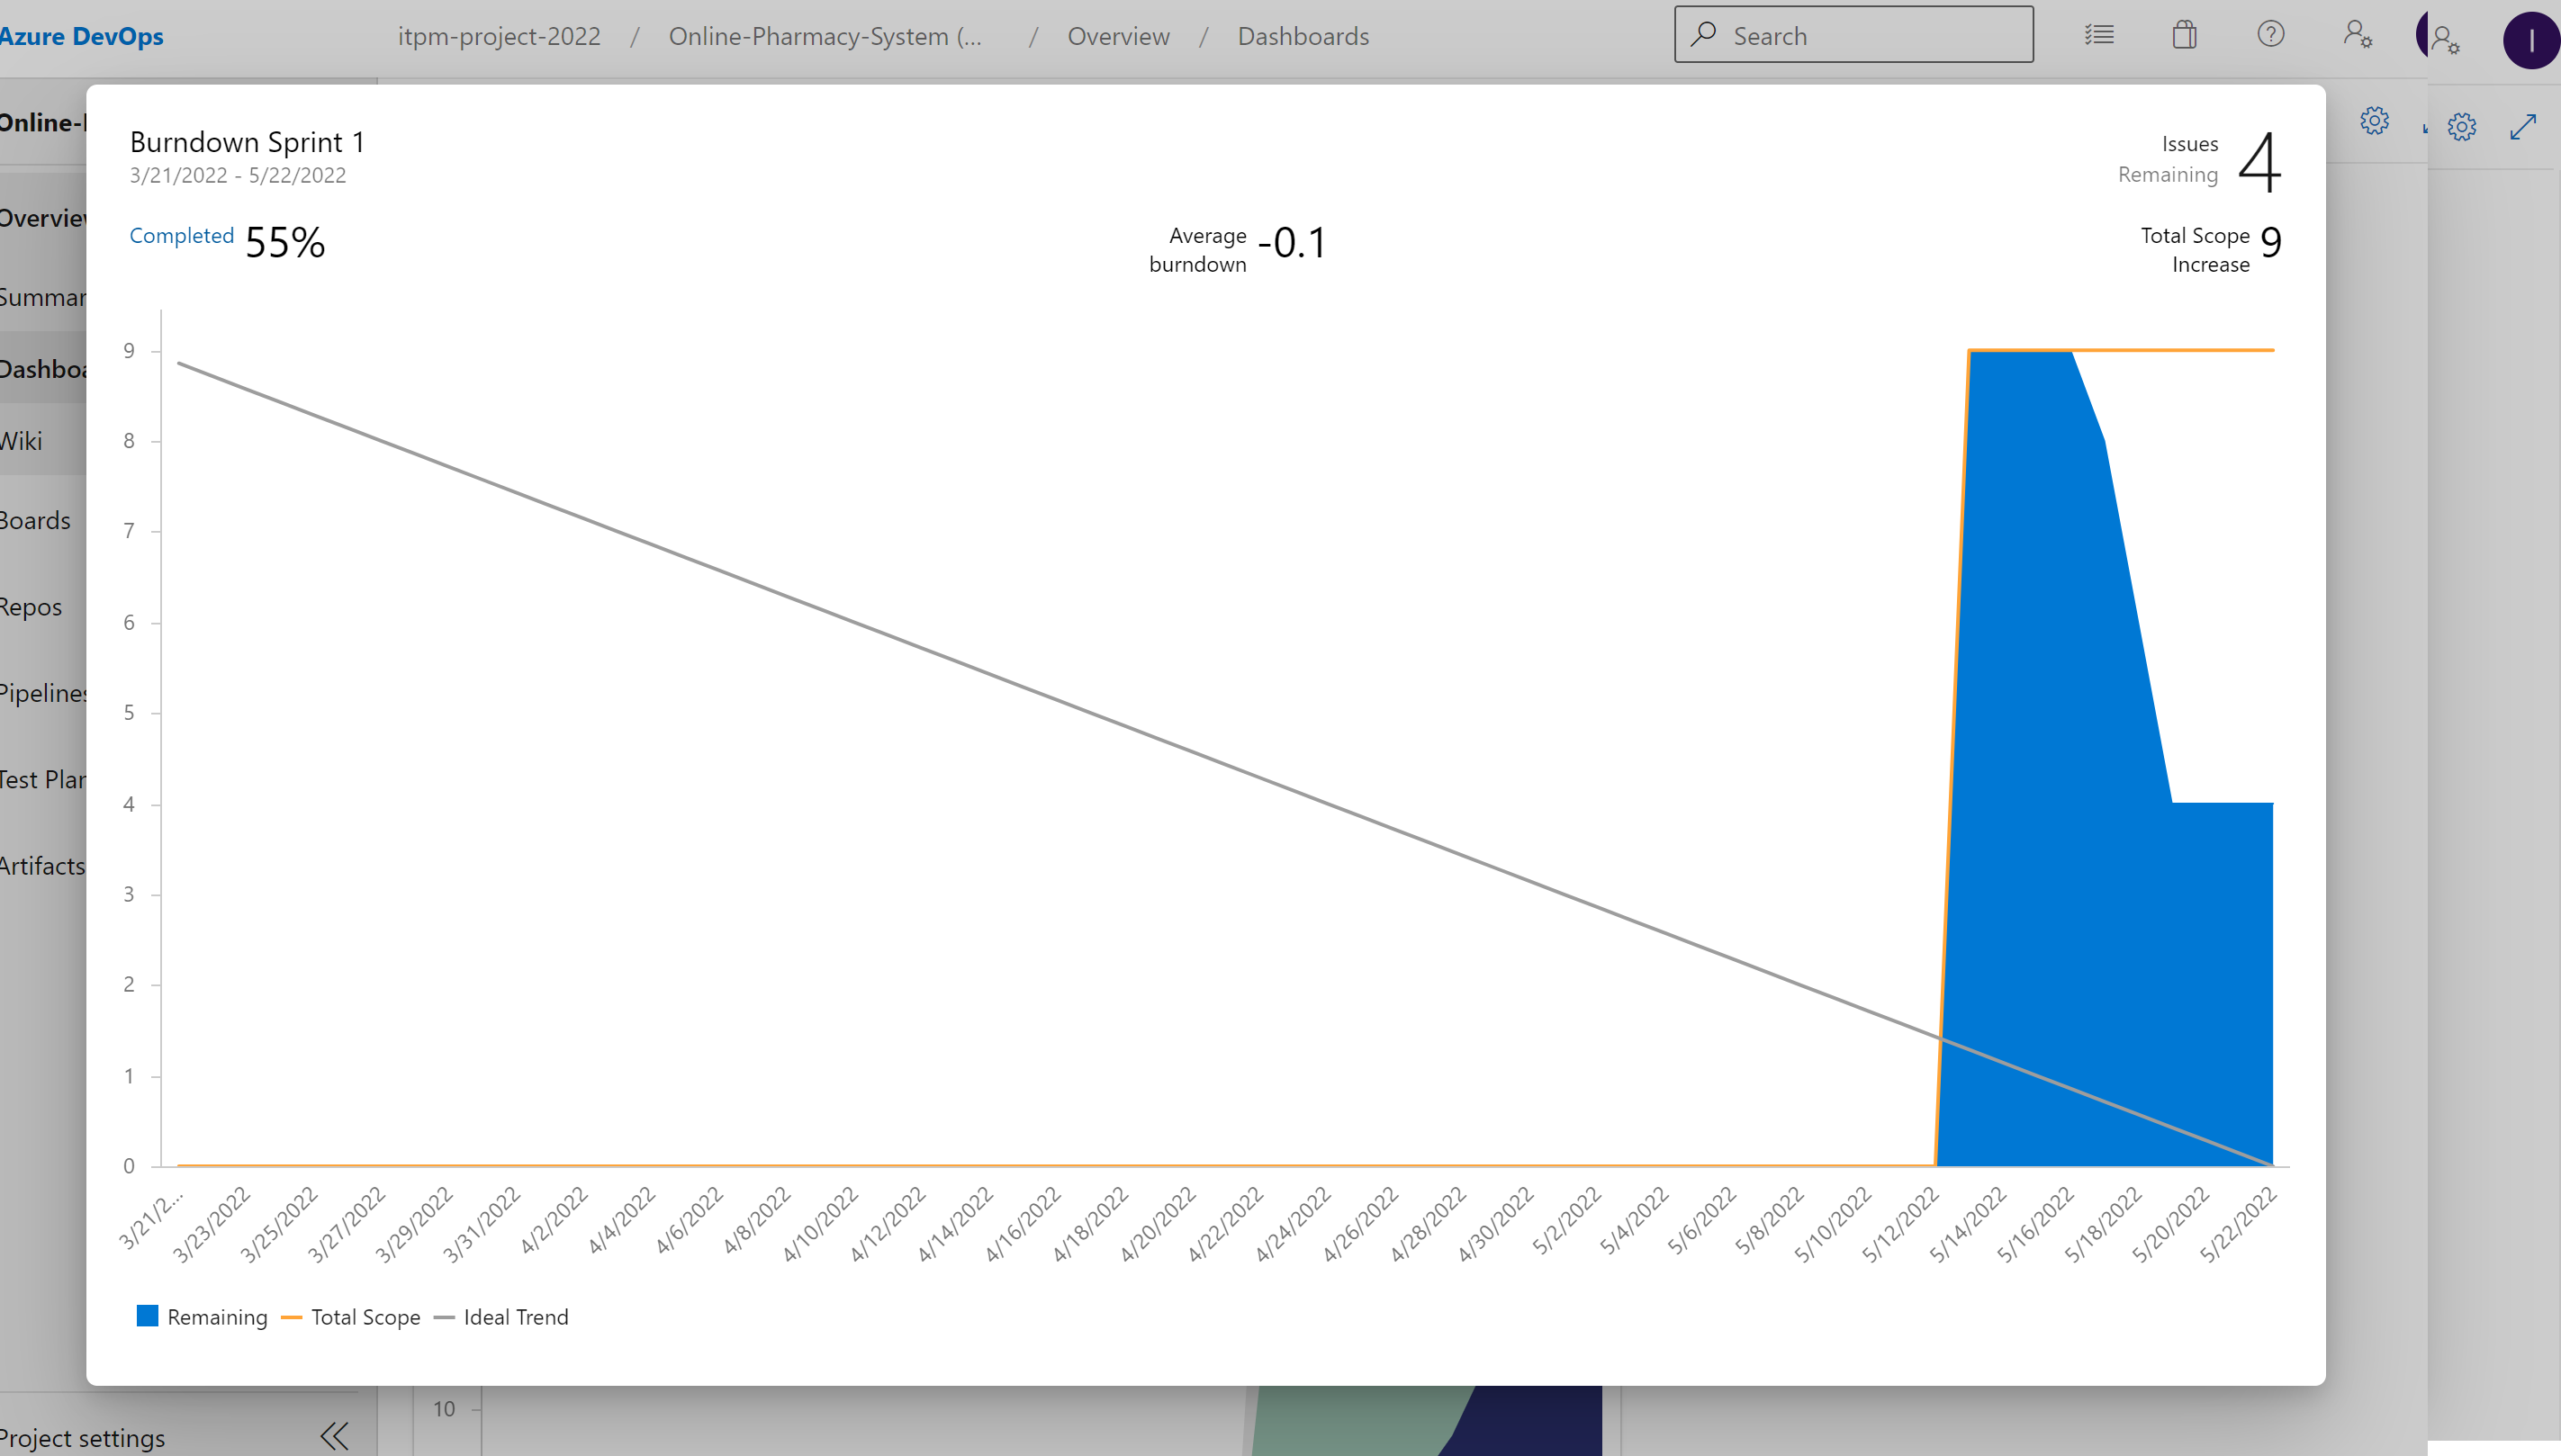 Azure DevOps
itpm-project-2022 / Online-Pharmacy-System (... / Overview / Dashboards
Search
Online-
Burndown Sprint 1
3/21/2022 - 5/22/2022
Issues
Remaining
4
Completed 55%
Average
burndown
-0.1
Total Scope
Increase
9
Overview
Summar
Dashboa
Wiki
Boards
Repos
Pipelines
Test Plan
Artifacts
9
8
7
6
5
4
3
2
1
0
3/21/2...
3/23/2022
3/25/2022
3/27/2022
3/29/2022
3/31/2022
4/2/2022
4/4/2022
4/6/2022
4/8/2022
4/10/2022
4/12/2022
4/14/2022
4/16/2022
4/18/2022
4/20/2022
4/22/2022
4/24/2022
4/26/2022
4/28/2022
4/30/2022
5/2/2022
5/4/2022
5/6/2022
5/8/2022
5/10/2022
5/12/2022
5/14/2022
5/16/2022
5/18/2022
5/20/2022
5/22/2022
Remaining Total Scope Ideal Trend
10
Project settings
I